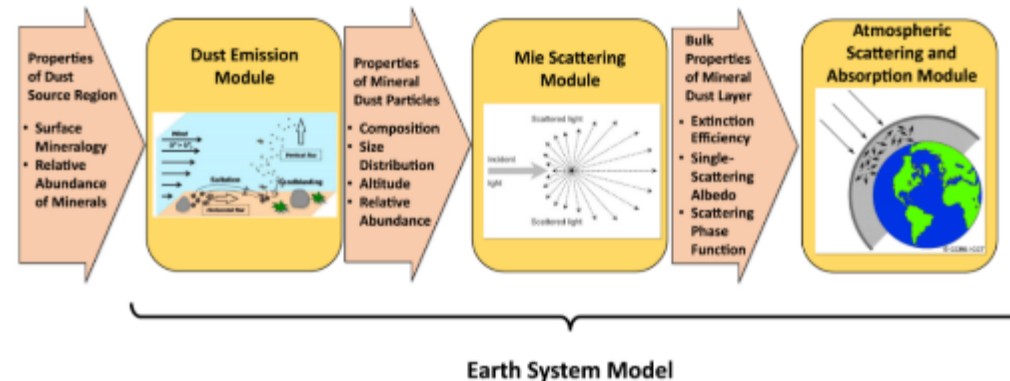 Properties
of Dust
Source Region
• Surface
Mineralogy
• Relative
Abundance
of Minerals
Dust Emission
Module
Wind
Vertical flux
Saltation
Sandblasting
Horizontal flux
Properties
of Mineral
Dust Particles
• Composition
• Size
Distribution
• Altitude
• Relative
Abundance
Mie Scattering
Module
Scattered light
Incident
light
Scattered light
Bulk
Properties
of Mineral
Dust Layer
• Extinction
Efficiency
• Single-
Scattering
Albedo
• Scattering
Phase
Function
Atmospheric
Scattering and
Absorption Module
Earth System Model